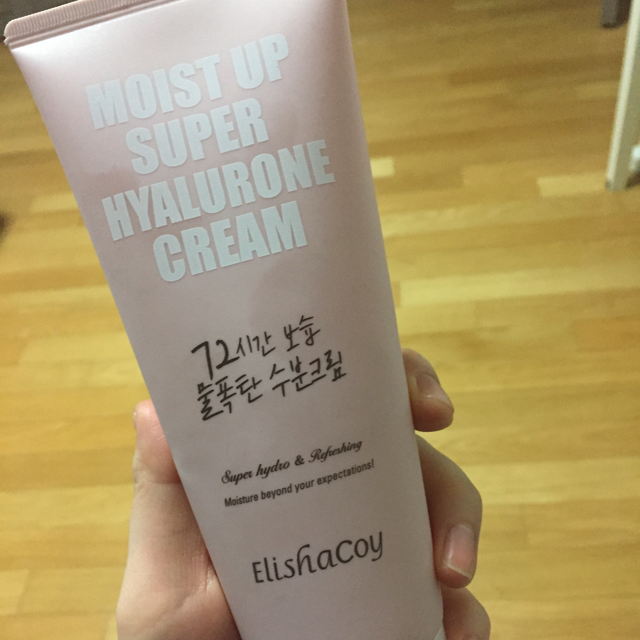 MOIST UP
SUPER
HYALURONE
CREAM
72시간 보습
물폭탄 수분크림
Super hydro & Refreshing
Moisture beyond your expectations!
Elishacoy